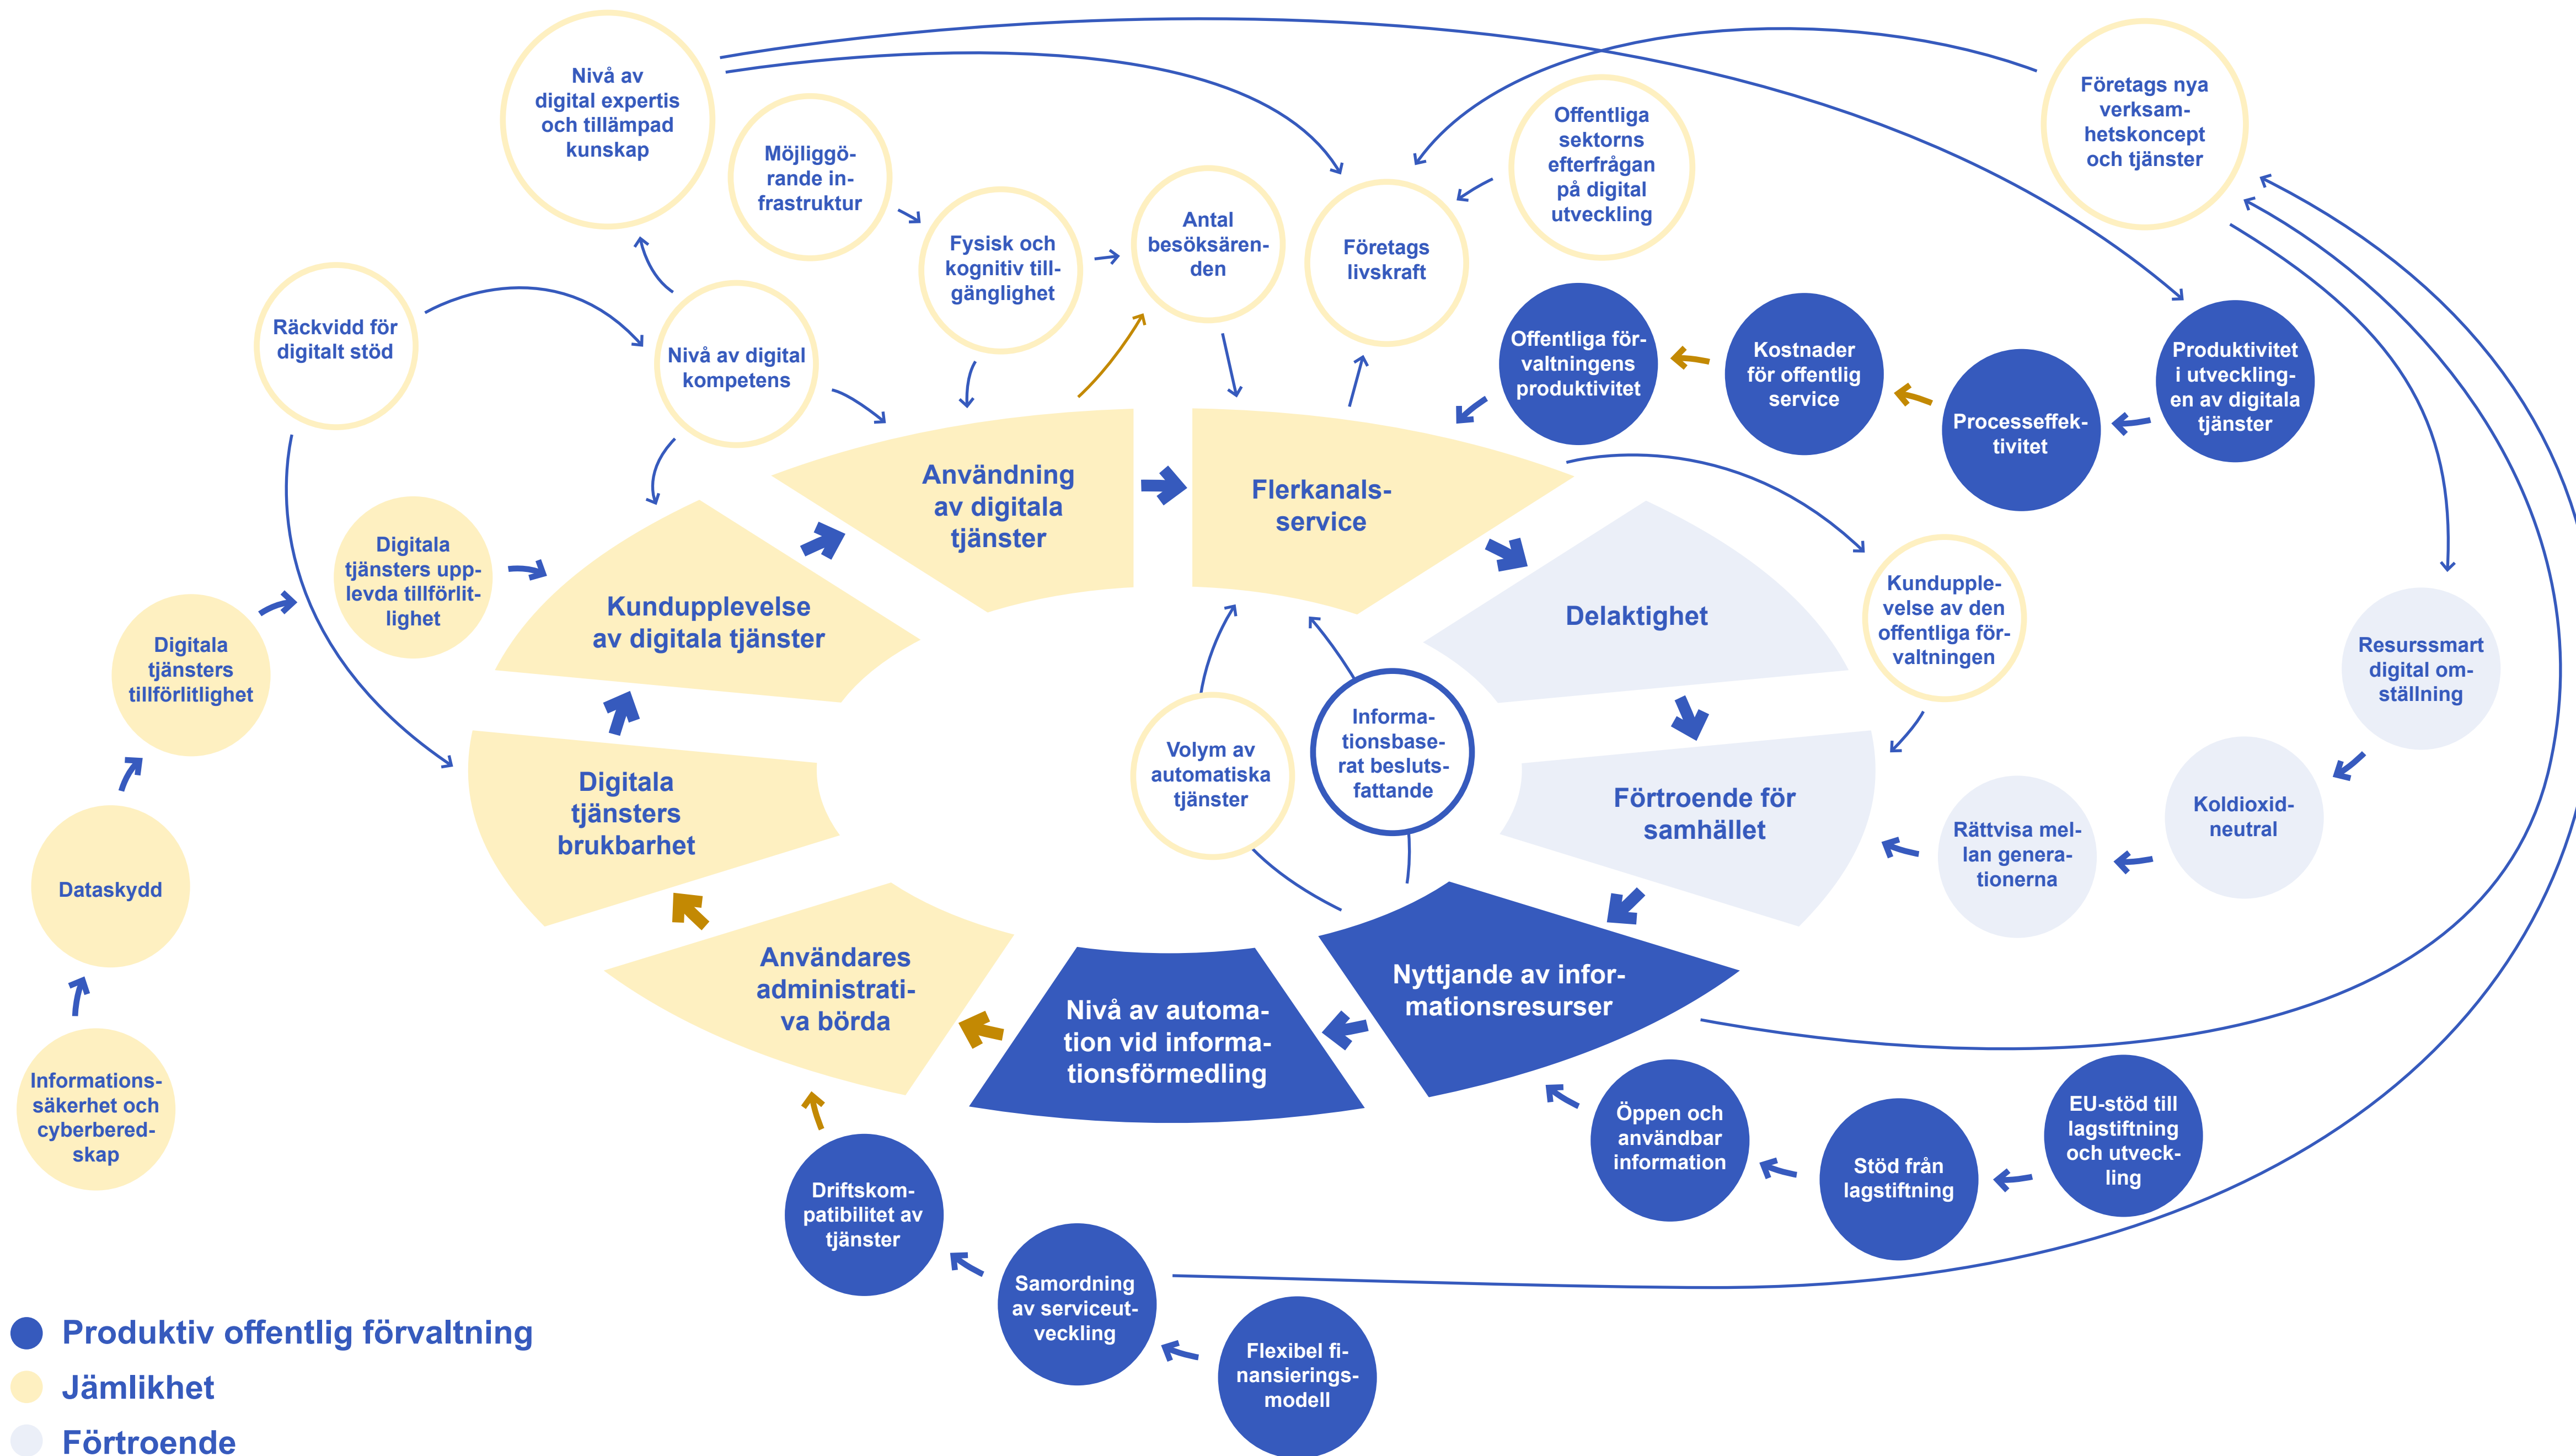 Nivå av
digital expertis
och tillämpad
kunskap
Möjliggö-
rande in-
frastruktur
Fysisk och
kognitiv till-
gänglighet
Antal
besöksären-
den
Företags
livskraft
Offentliga
sektorns
efterfrågan
på digital
utveckling
Företags nya
verksam-
hetskoncept
och tjänster
Räckvidd för
digitalt stöd
Nivå av digital
kompetens
Offentliga för-
valtningens
produktivitet
Kostnader
för offentlig
service
Processeffek-
tivitet
Produktivitet
i utveckling-
en av digitala
tjänster
Användning
av digitala
tjänster
Flerkanals-
service
Digitala
tjänsters upp-
levda tillförlit-
lighet
Kundupplevelse
av digitala tjänster
Delaktighet
Kundupple-
velse av den
offentliga för-
valtningen
Digitala
tjänsters
tillförlitlighet
Resurssmart
digital om-
ställning
Volym av
automatiska
tjänster
Informa-
tionsbase-
rat besluts-
fattande
Digitala
tjänsters
brukbarhet
Förtroende för
samhället
Rättvisa mel-
lan genera-
tionerna
Koldioxid-
neutral
Dataskydd
Användares
administrati-
va börda
Nivå av automa-
tion vid informa-
tionsförmedling
Nyttjande av infor-
mationsresurser
Informations-
säkerhet och
cyberbered-
skap
Öppen och
användbar
information
Stöd från
lagstiftning
EU-stöd till
lagstiftning
och utveck-
ling
Driftskom-
patibilitet av
tjänster
Samordning
av serviceut-
veckling
Flexibel fi-
nansierings-
modell
Produktiv offentlig förvaltning
Jämlikhet
Förtroende